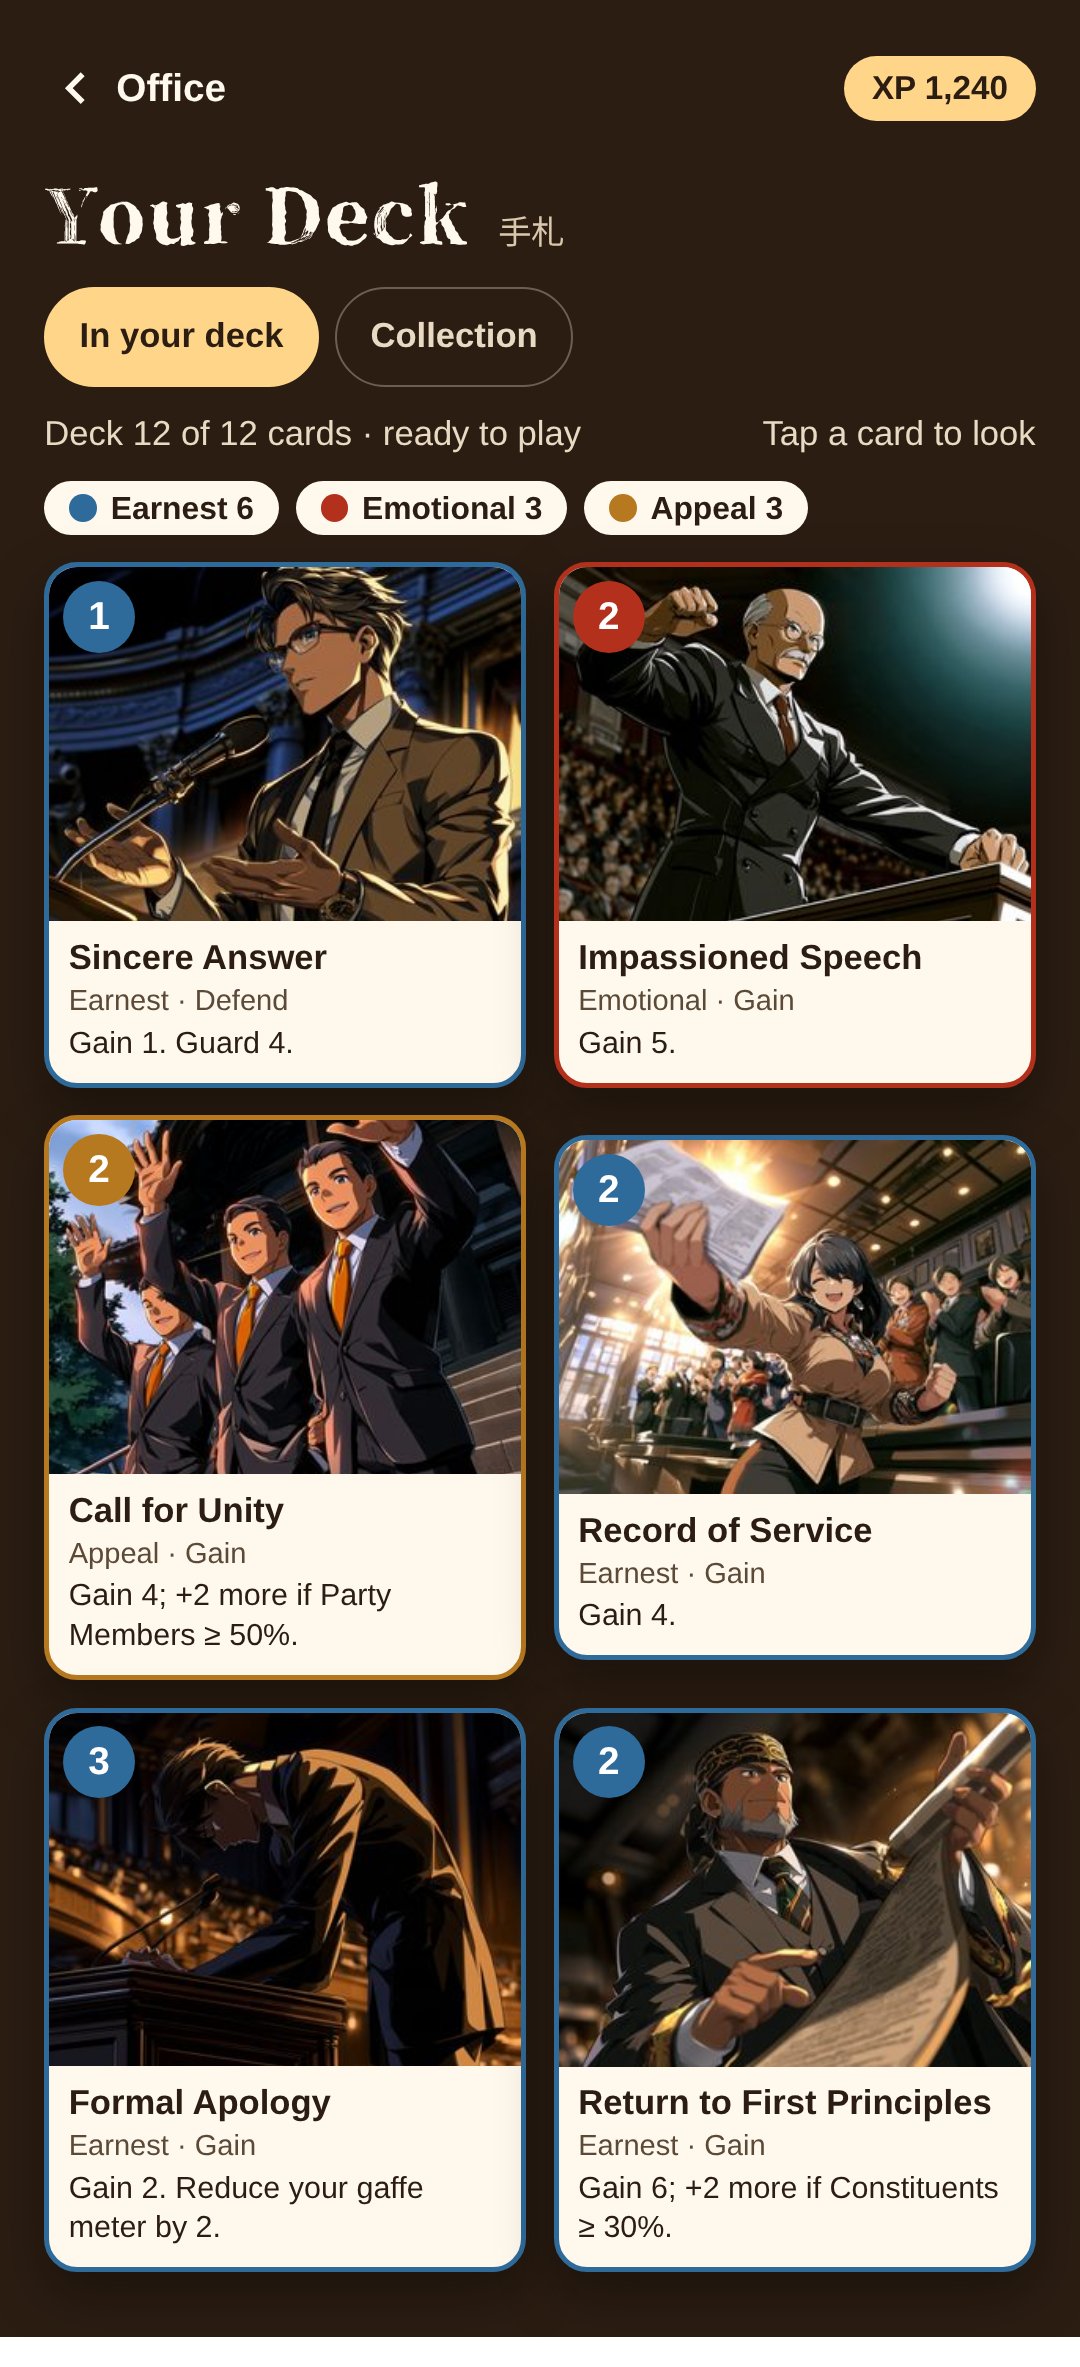 Office
XP 1,240
Your Deck 手札
In your deck
Collection
Deck 12 of 12 cards · ready to play
Tap a card to look
Earnest 6
Emotional 3
Appeal 3
1
Sincere Answer
Earnest · Defend
Gain 1. Guard 4.
2
Impassioned Speech
Emotional · Gain
Gain 5.
2
Call for Unity
Appeal · Gain
Gain 4; +2 more if Party
Members ≥ 50%.
2
Record of Service
Earnest · Gain
Gain 4.
3
Formal Apology
Earnest · Gain
Gain 2. Reduce your gaffe
meter by 2.
2
Return to First Principles
Earnest · Gain
Gain 6; +2 more if Constituents
≥ 30%.